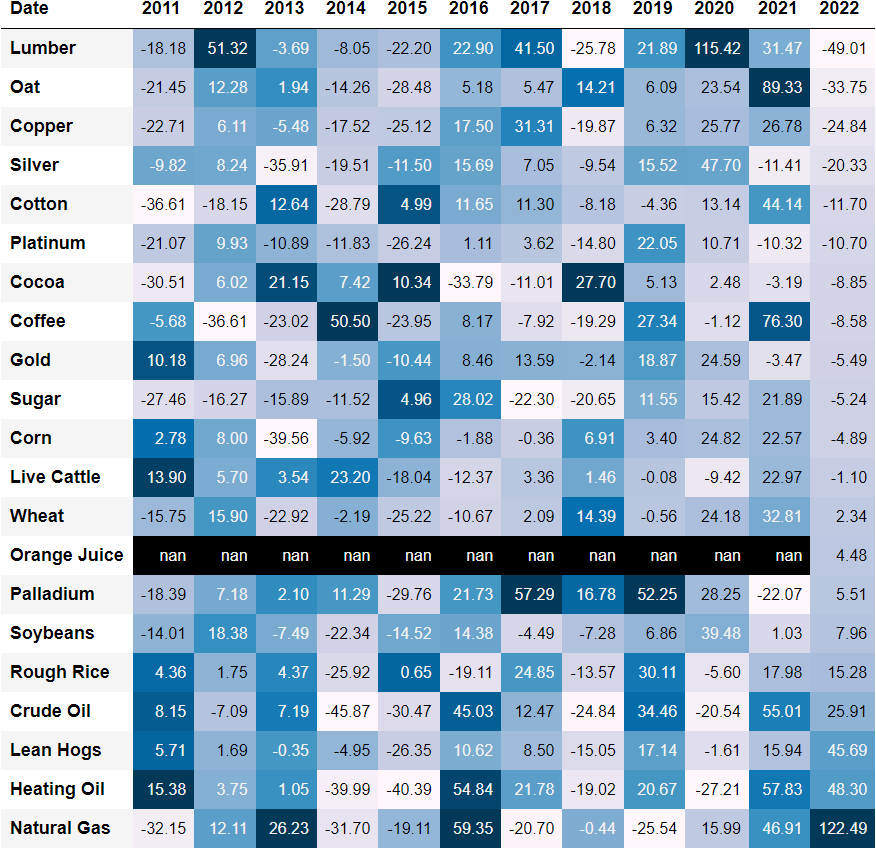 Date 2011 2012 2013 2014 2015 2016 2017 2018 2019 2020 2021 2022
Lumber -18.18 51.32 -3.69 -8.05 -22.20 22.90 41.50 -25.78 21.89 115.42 31.47 -49.01
Oat -21.45 12.28 1.94 -14.26 -28.48 5.18 5.47 14.21 6.09 23.54 89.33 -33.75
Copper -22.71 6.11 -5.48 -17.52 -25.12 17.50 31.31 -19.87 6.32 25.77 26.78 -24.84
Silver -9.82 8.24 -35.91 -19.51 -11.50 15.69 7.05 -9.54 15.52 47.70 -11.41 -20.33
Cotton -36.61 -18.15 12.64 -28.79 4.99 11.65 11.30 -8.18 -4.36 13.14 44.14 -11.70
Platinum -21.07 9.93 -10.89 -11.83 -26.24 1.11 3.62 -14.80 22.05 10.71 -10.32 -10.70
Cocoa -30.51 6.02 21.15 7.42 10.34 -33.79 -11.01 27.70 5.13 2.48 -3.19 -8.85
Coffee -5.68 -36.61 -23.02 50.50 -23.95 8.17 -7.92 -19.29 27.34 -1.12 76.30 -8.58
Gold 10.18 6.96 -28.24 -1.50 -10.44 8.46 13.59 -2.14 18.87 24.59 -3.47 -5.49
Sugar -27.46 -16.27 -15.89 -11.52 4.96 28.02 -22.30 -20.65 11.55 15.42 21.89 -5.24
Corn 2.78 8.00 -39.56 -5.92 -9.63 -1.88 -0.36 6.91 3.40 24.82 22.57 -4.89
Live Cattle 13.90 5.70 3.54 23.20 -18.04 -12.37 3.36 1.46 -0.08 -9.42 22.97 -1.10
Wheat -15.75 15.90 -22.92 -2.19 -25.22 -10.67 2.09 14.39 -0.56 24.18 32.81 2.34
Orange Juice nan nan nan nan nan nan nan nan nan nan nan 4.48
Palladium -18.39 7.18 2.10 11.29 -29.76 21.73 57.29 16.78 52.25 28.25 -22.07 5.51
Soybeans -14.01 18.38 -7.49 -22.34 -14.52 14.38 -4.49 -7.28 6.86 39.48 1.03 7.96
Rough Rice 4.36 1.75 4.37 -25.92 0.65 -19.11 24.85 -13.57 30.11 -5.60 17.98 15.28
Crude Oil 8.15 -7.09 7.19 -45.87 -30.47 45.03 12.47 -24.84 34.46 -20.54 55.01 25.91
Lean Hogs 5.71 1.69 -0.35 -4.95 -26.35 10.62 8.50 -15.05 17.14 -1.61 15.94 45.69
Heating Oil 15.38 3.75 1.05 -39.99 -40.39 54.84 21.78 -19.02 20.67 -27.21 57.83 48.30
Natural Gas -32.15 12.11 26.23 -31.70 -19.11 59.35 -20.70 -0.44 -25.54 15.99 46.91 122.49